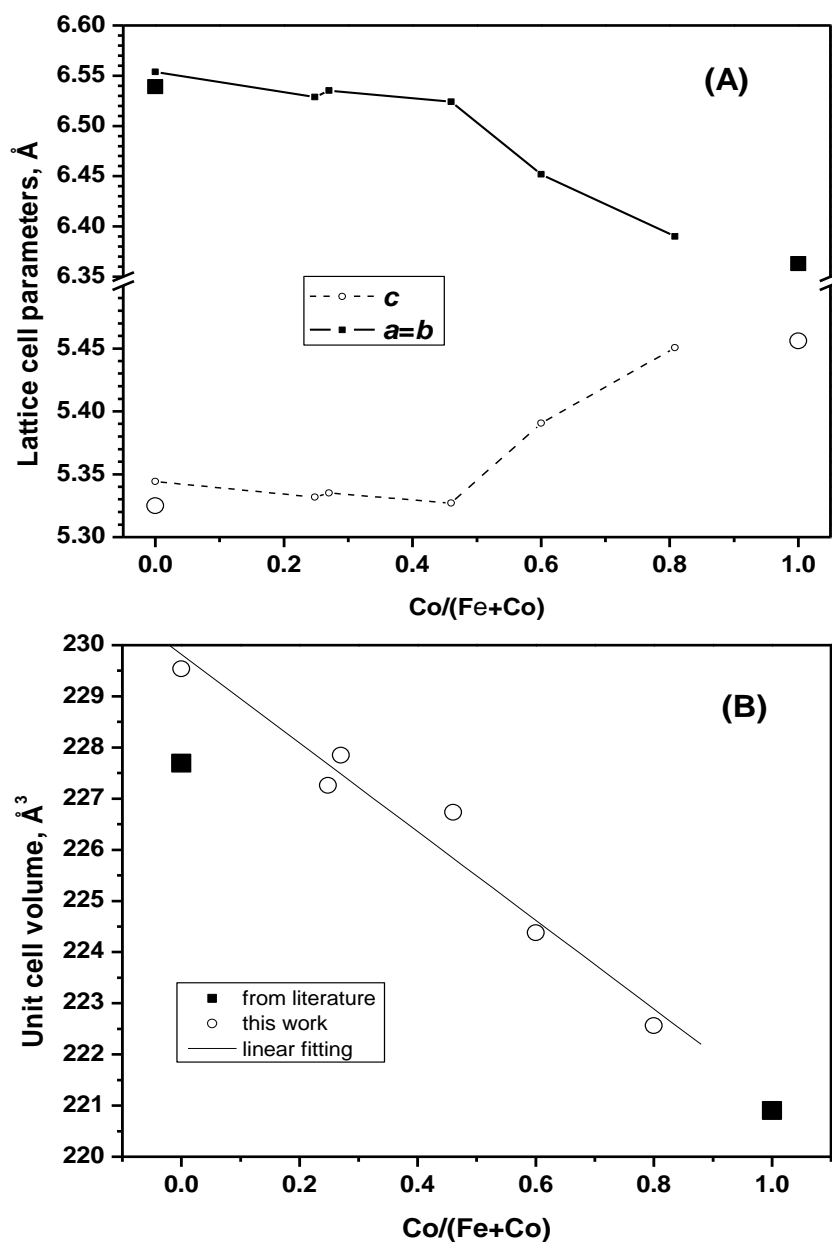 6.60
(A)
6.55
6.50
6.45
6.40
6.35
5.45
5.40
5.35
5.30
Lattice cell parameters, Å
c
a=b
0.0 0.2 0.4 0.6 0.8 1.0
Co/(Fe+Co)
230
(B)
229
228
227
226
225
224
223
222
221
220
Unit cell volume, Å³
from literature
this work
linear fitting
0.0 0.2 0.4 0.6 0.8 1.0
Co/(Fe+Co)